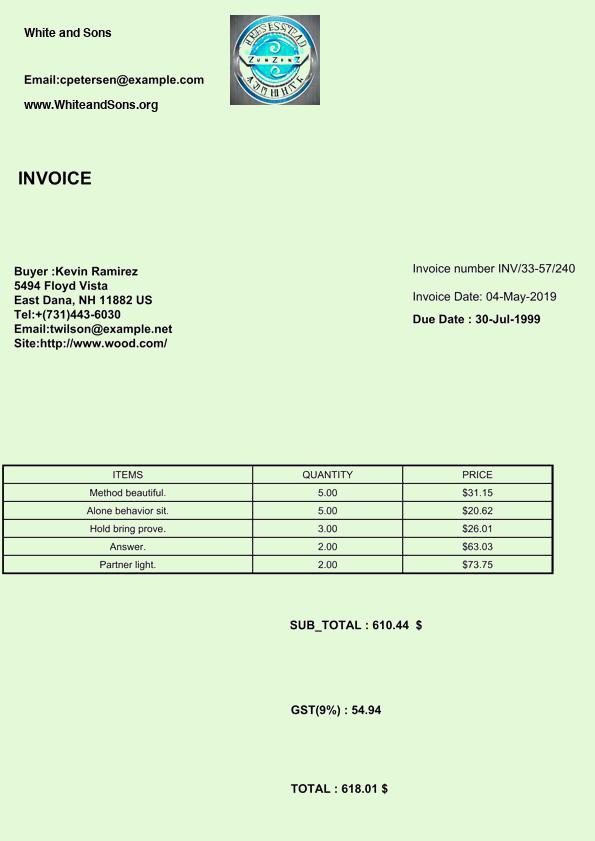 White and Sons
Email:cpetersen@example.com
www.WhiteandSons.org
INVOICE
Buyer :Kevin Ramirez
5494 Floyd Vista
East Dana, NH 11882 US
Tel:+(731)443-6030
Email:twilson@example.net
Site:http://www.wood.com/
Invoice number INV/33-57/240
Invoice Date: 04-May-2019
Due Date : 30-Jul-1999
ITEMS QUANTITY PRICE
Method beautiful. 5.00 $31.15
Alone behavior sit. 5.00 $20.62
Hold bring prove. 3.00 $26.01
Answer. 2.00 $63.03
Partner light. 2.00 $73.75
SUB_TOTAL : 610.44 $
GST(9%) : 54.94
TOTAL : 618.01 $